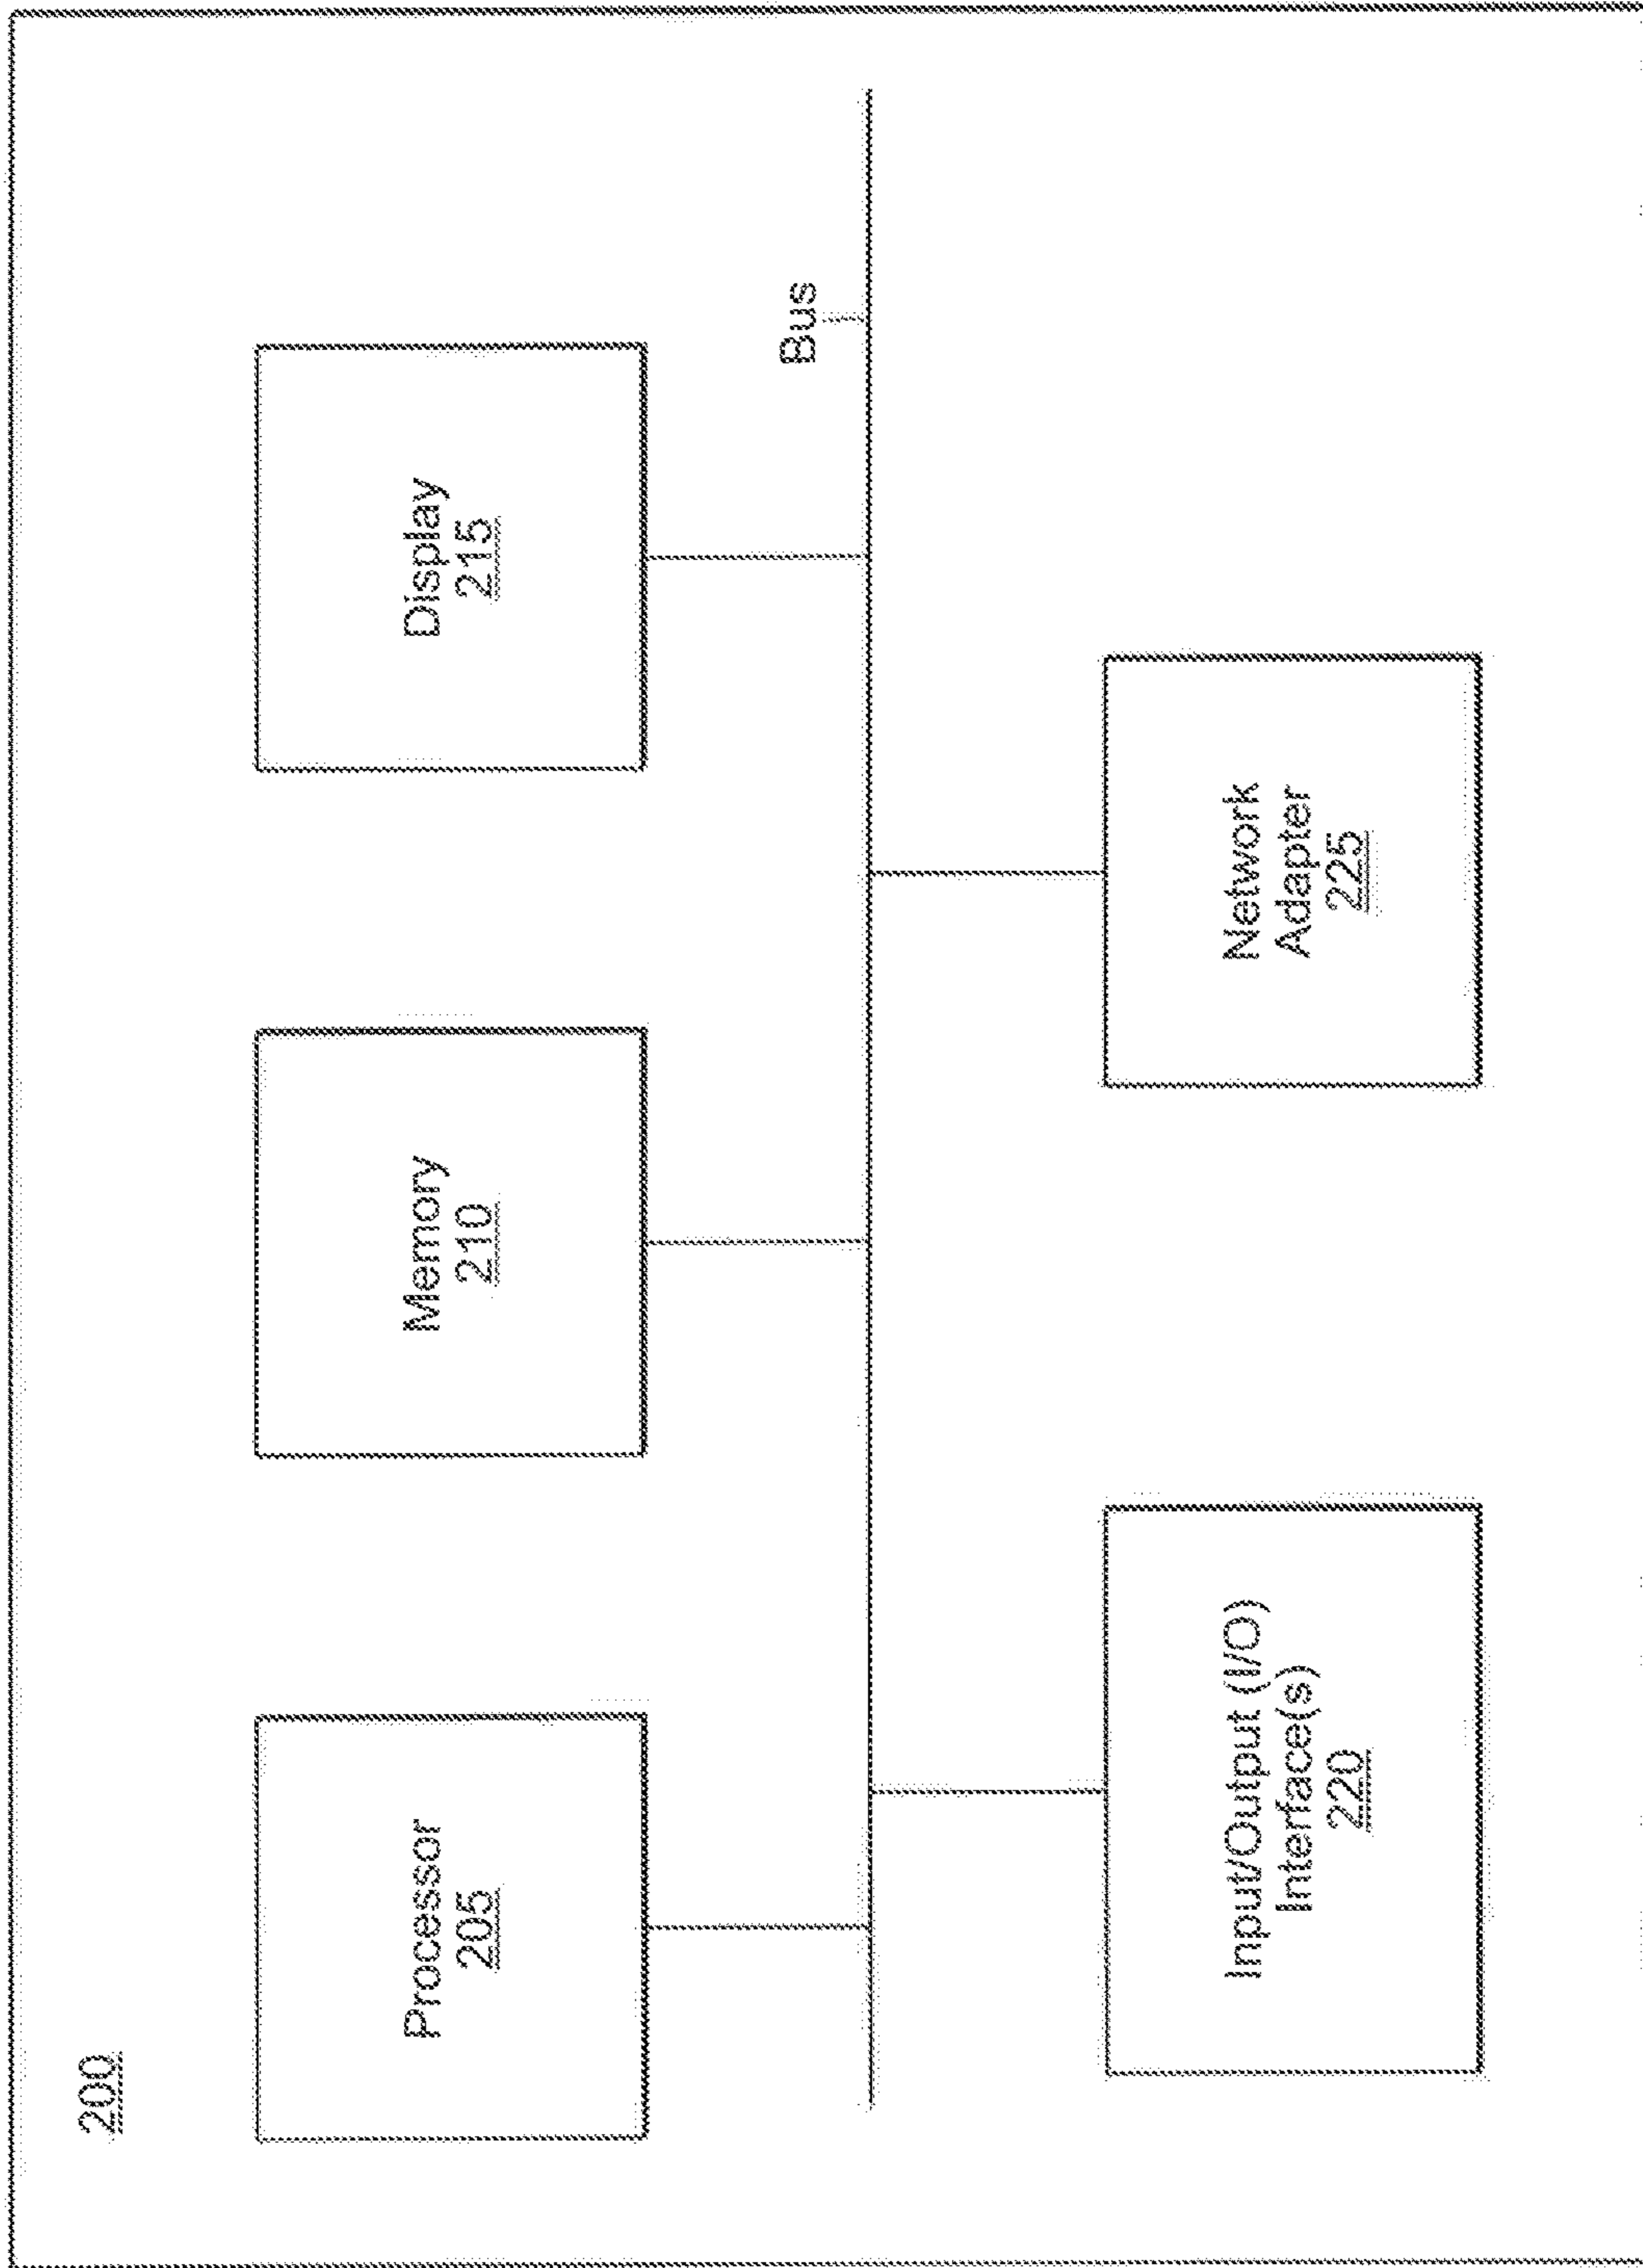 200
Processor
205
Memory
210
Display
215
Bus
Input/Output (I/O)
Interface(s)
220
Network
Adapter
225